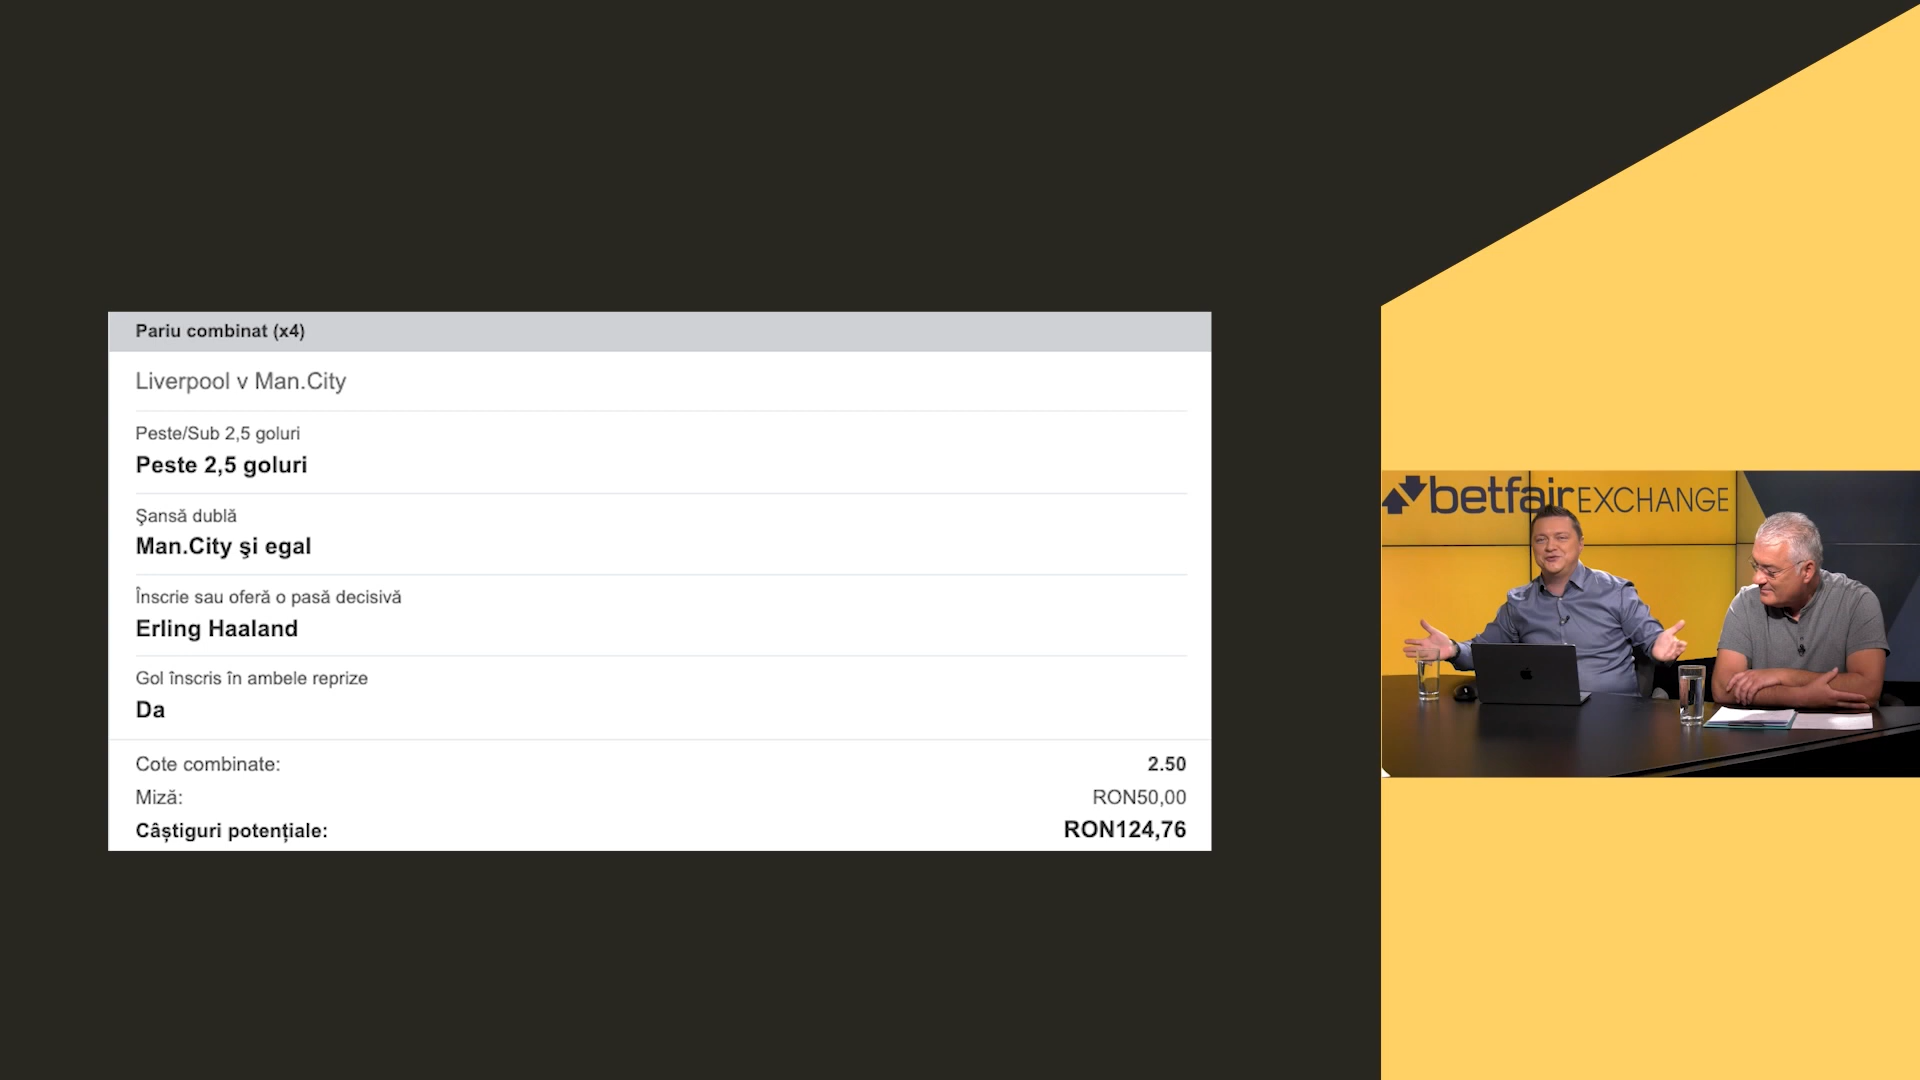 Pariu combinat (x4)
Liverpool v Man.City
Peste/Sub 2,5 goluri
Peste 2,5 goluri
Şansă dublă
Man.City şi egal
Înscrie sau oferă o pasă decisivă
Erling Haaland
Gol înscris în ambele reprize
Da
Cote combinate: 2.50
Miză: RON50,00
Câștiguri potențiale: RON124,76
betfair EXCHANGE